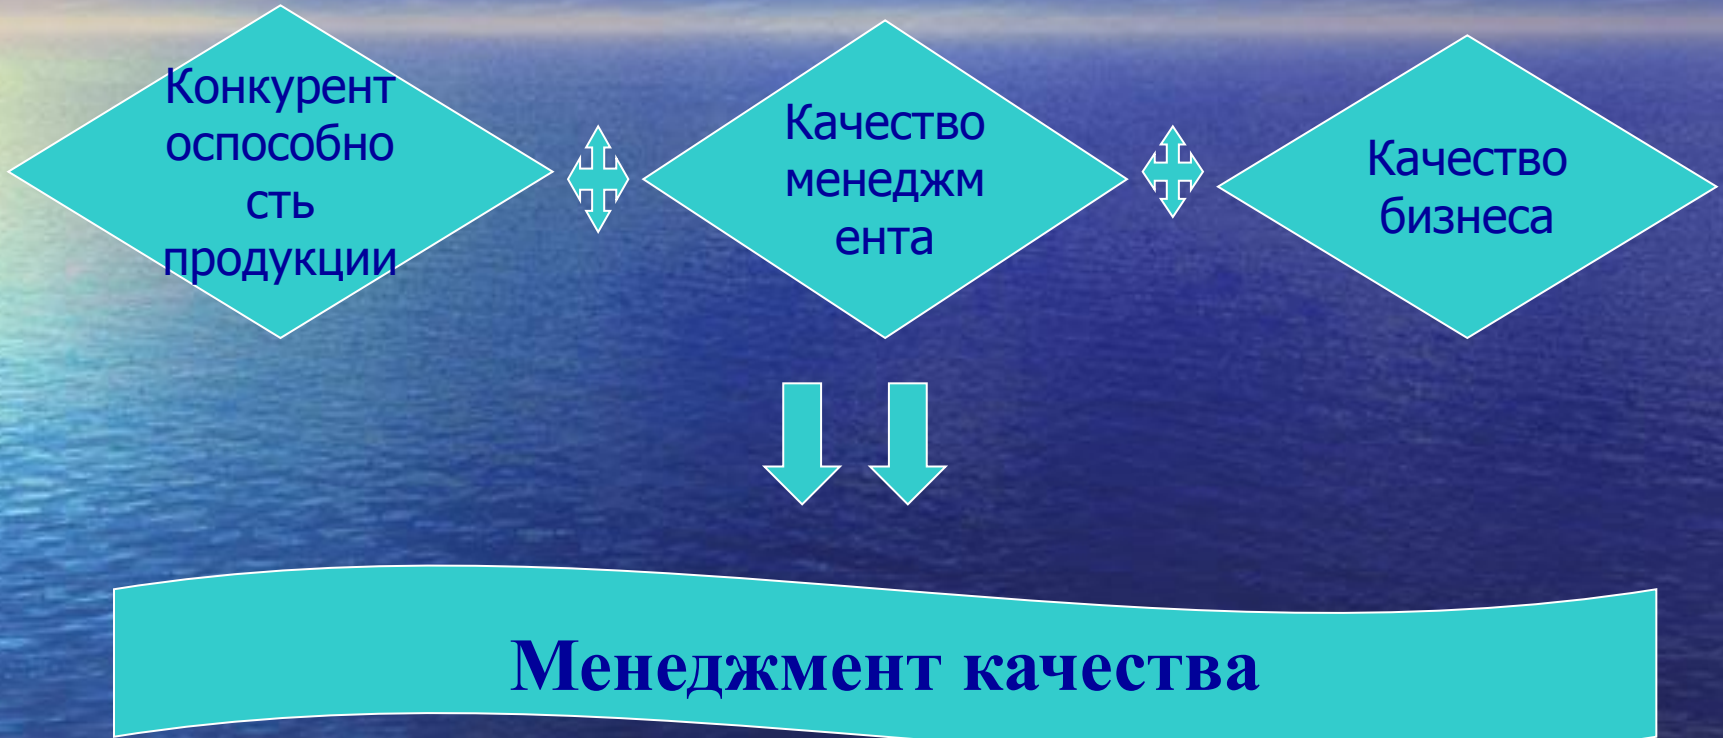 Конкурент
оспособно
сть
продукции
Качество
менеджм
ента
Качество
бизнеса
Менеджмент качества